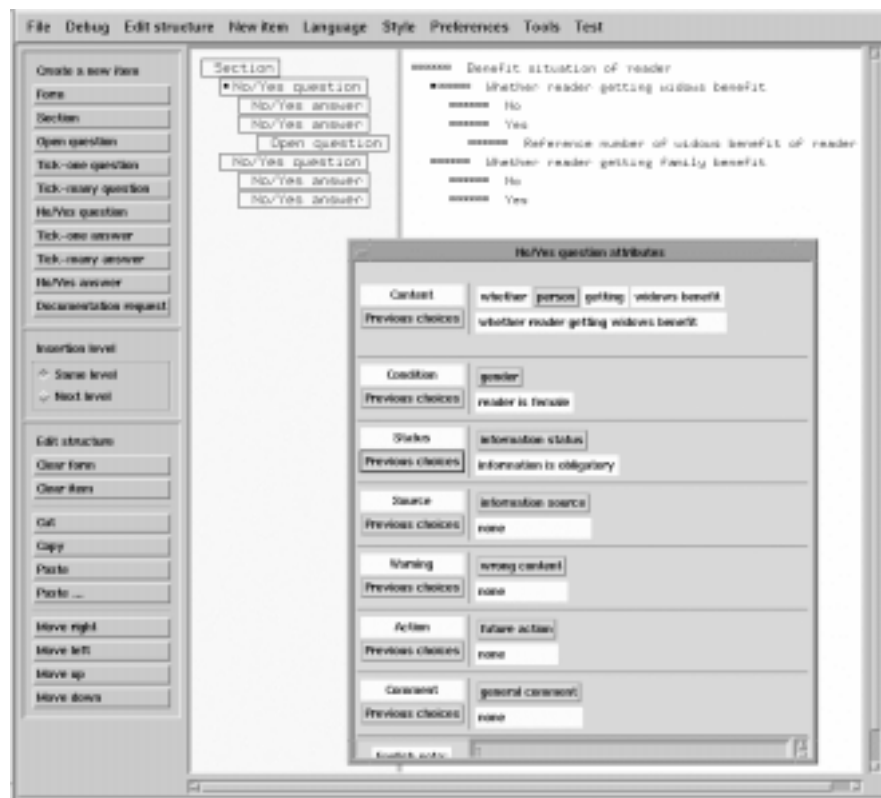 File Debug Edit structure New item Language Style Preferences Tools Test
Create a new item
Form
Section
Open question
Tick-one question
Tick-many question
No/Yes question
Tick-one answer
Tick-many answer
No/Yes answer
Documentation request
Insertion level
Same level
Next level
Edit structure
Clear form
Clear item
Cut
Copy
Paste
Paste ...
Move right
Move left
Move up
Move down
Section
No/Yes question
No/Yes answer
No/Yes answer
Open question
No/Yes question
No/Yes answer
No/Yes answer
Benefit situation of reader
Whether reader getting widows benefit
No
Yes
Reference number of widows benefit of reader
Whether reader getting family benefit
No
Yes
No/Yes question attributes
Content whether person getting widows benefit
Previous choices whether reader getting widows benefit
Condition gender
Previous choices reader is female
Status information status
Previous choices information is obligatory
Source information source
Previous choices none
Warning wrong content
Previous choices none
Action future action
Previous choices none
Comment general comment
Previous choices none